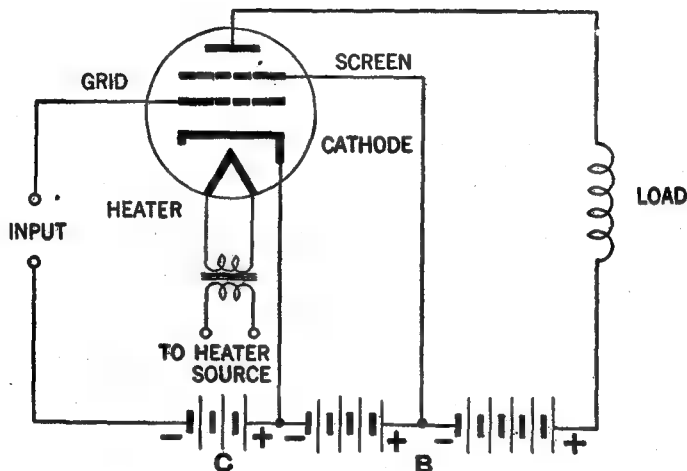 SCREEN
GRID
CATHODE
HEATER
LOAD
INPUT
TO HEATER
SOURCE
- + - + - +
C B